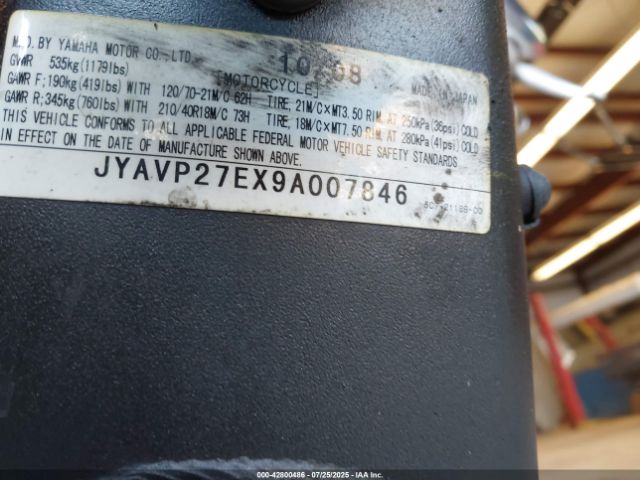 MFD. BY YAMAHA MOTOR CO., LTD. 10/08
GVWR 535kg(1179lbs) [MOTORCYCLE] MADE IN JAPAN
GAWR F;190kg(419lbs) WITH 120/70-21M/C 62H TIRE, 21M/C×MT3.50 RIM, AT 250kPa(36psi) COLD
GAWR R;345kg(760lbs) WITH 210/40R18M/C 73H TIRE, 18M/C×MT7.50 RIM, AT 280kPa(41psi) COLD
THIS VEHICLE CONFORMS TO ALL APPLICABLE FEDERAL MOTOR VEHICLE SAFETY STANDARDS
IN EFFECT ON THE DATE OF MANUFACTURE SHOWN ABOVE.
JYAVP27EX9A007846
000-42800486 - 07/25/2025 - IAAI.com